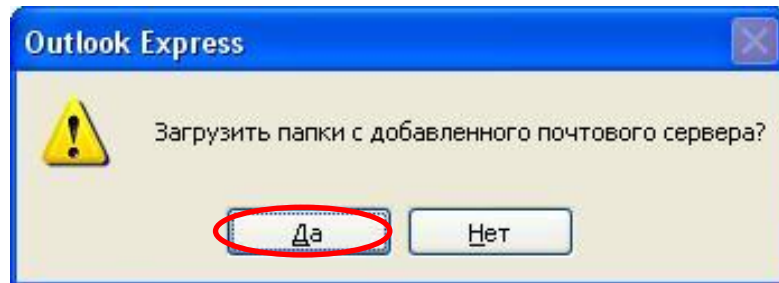 Outlook Express
Загрузить папки с добавленного почтового сервера?
Да
Нет